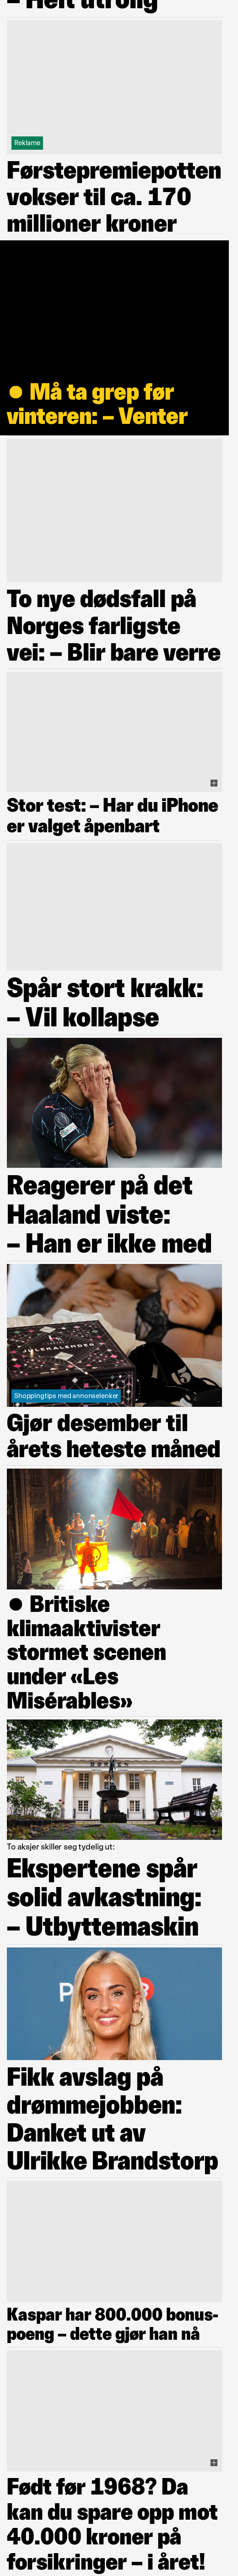 – Helt utrolig
Reklame
Førstepremiepotten
vokser til ca. 170
millioner kroner
● Må ta grep før
vinteren: – Venter
To nye dødsfall på
Norges farligste
vei: – Blir bare verre
Stor test: – Har du iPhone
er valget åpenbart
Spår stort krakk:
– Vil kollapse
Reagerer på det
Haaland viste:
– Han er ikke med
Shoppingtips med annonselenker
Gjør desember til
årets heteste måned
● Britiske
klimaaktivister
stormet scenen
under «Les
Misérables»
To aksjer skiller seg tydelig ut:
Ekspertene spår
solid avkastning:
– Utbyttemaskin
Fikk avslag på
drømmejobben:
Danket ut av
Ulrikke Brandstorp
Kaspar har 800.000 bonus-
poeng – dette gjør han nå
Født før 1968? Da
kan du spare opp mot
40.000 kroner på
forsikringer – i året!